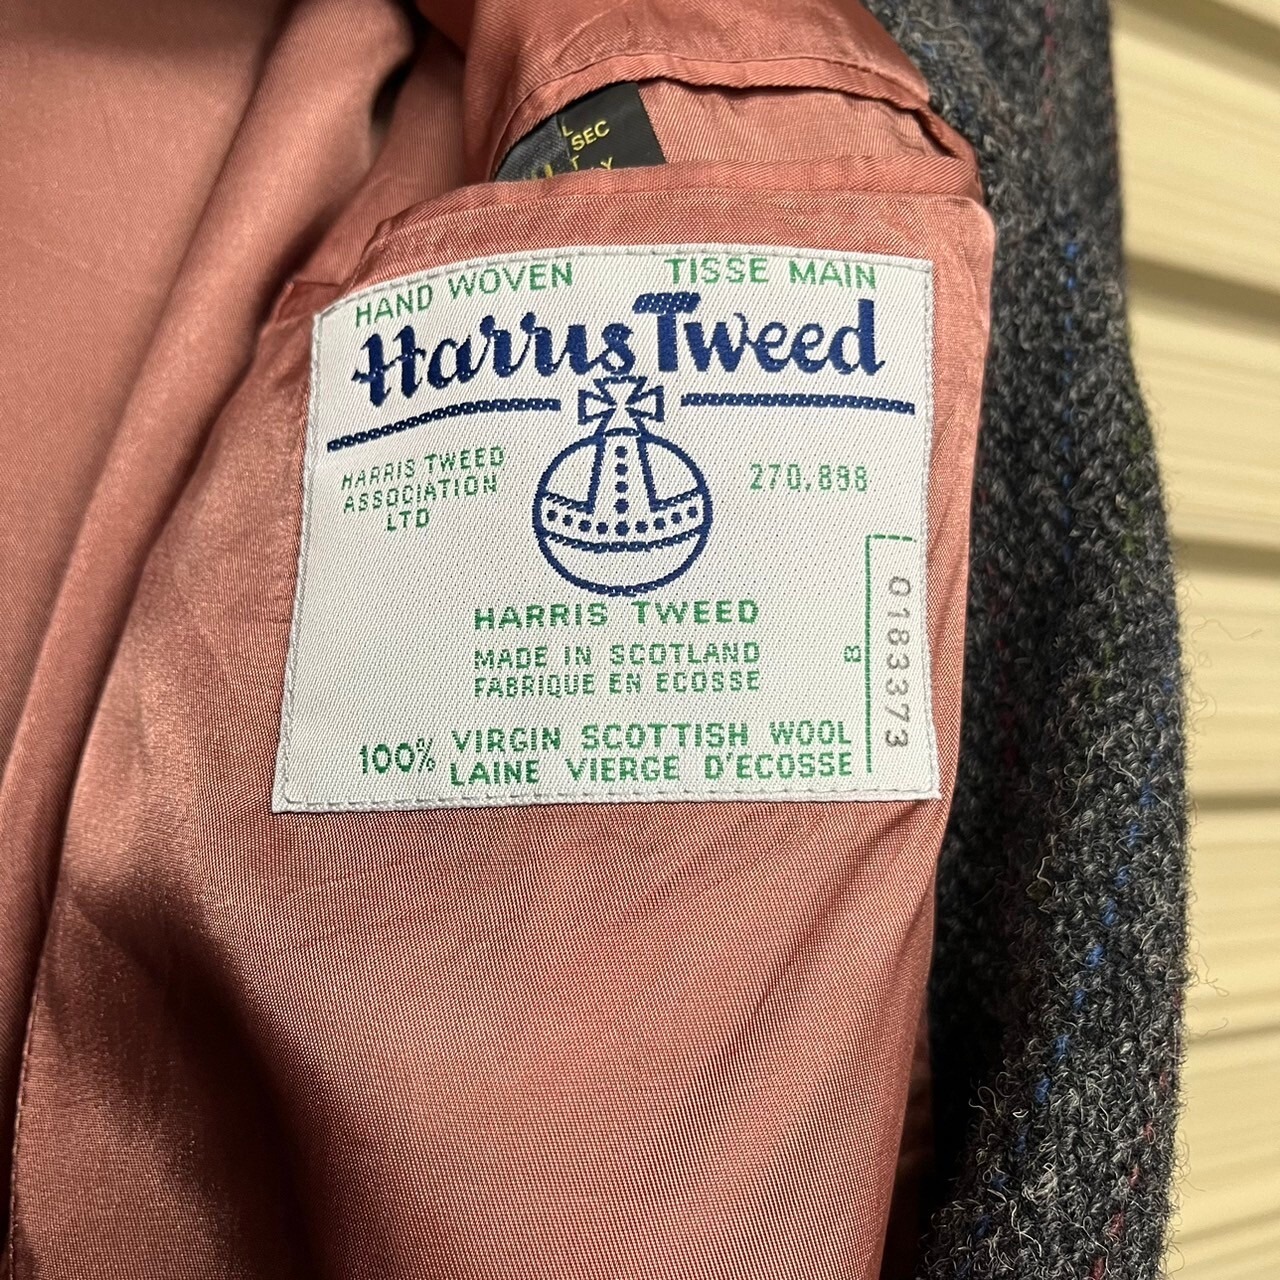 L
SEC
T
Y
HAND WOVEN TISSE MAIN
Harris Tweed
HARRIS TWEED
ASSOCIATION
LTD
270,898
HARRIS TWEED
MADE IN SCOTLAND
FABRIQUE EN ECOSSE
100% VIRGIN SCOTTISH WOOL
LAINE VIERGE D'ECOSSE
B
0183373